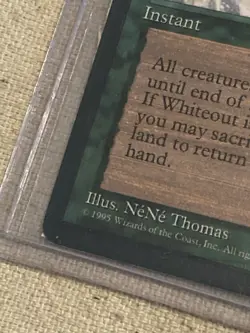 Instant
All creature
until end of
If Whiteout i
you may sacri
land to return
hand.
Illus. NéNé Thomas
© 1995 Wizards of the Coast, Inc. All rig